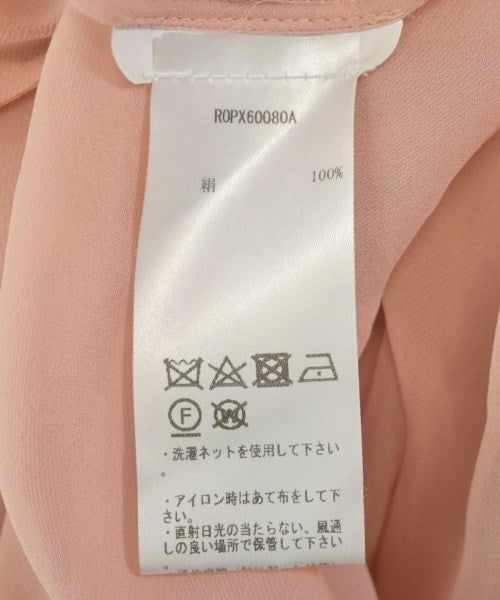 ROPX60080A
絹 100%
F W
・洗濯ネットを使用して下さい
。
・アイロン時はあて布をして下
さい。
・直射日光の当たらない、風通
しの良い場所で保管して下さい
。